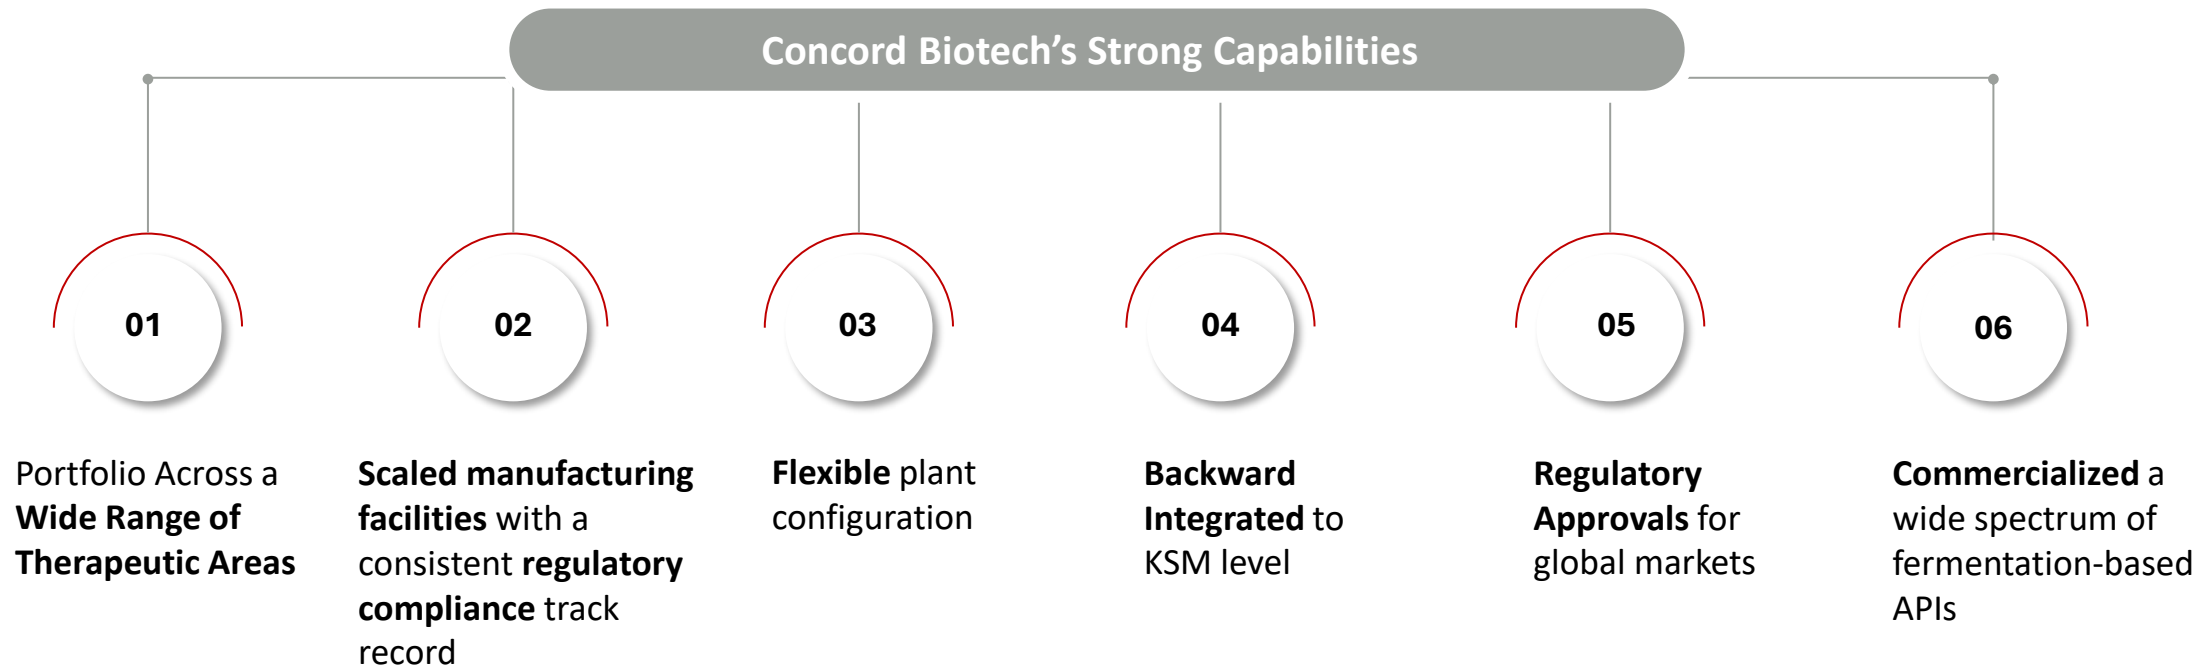 Concord Biotech’s Strong Capabilities
01
Portfolio Across a
Wide Range of
Therapeutic Areas
02
Scaled manufacturing
facilities with a
consistent regulatory
compliance track
record
03
Flexible plant
configuration
04
Backward
Integrated to
KSM level
05
Regulatory
Approvals for
global markets
06
Commercialized a
wide spectrum of
fermentation-based
APIs